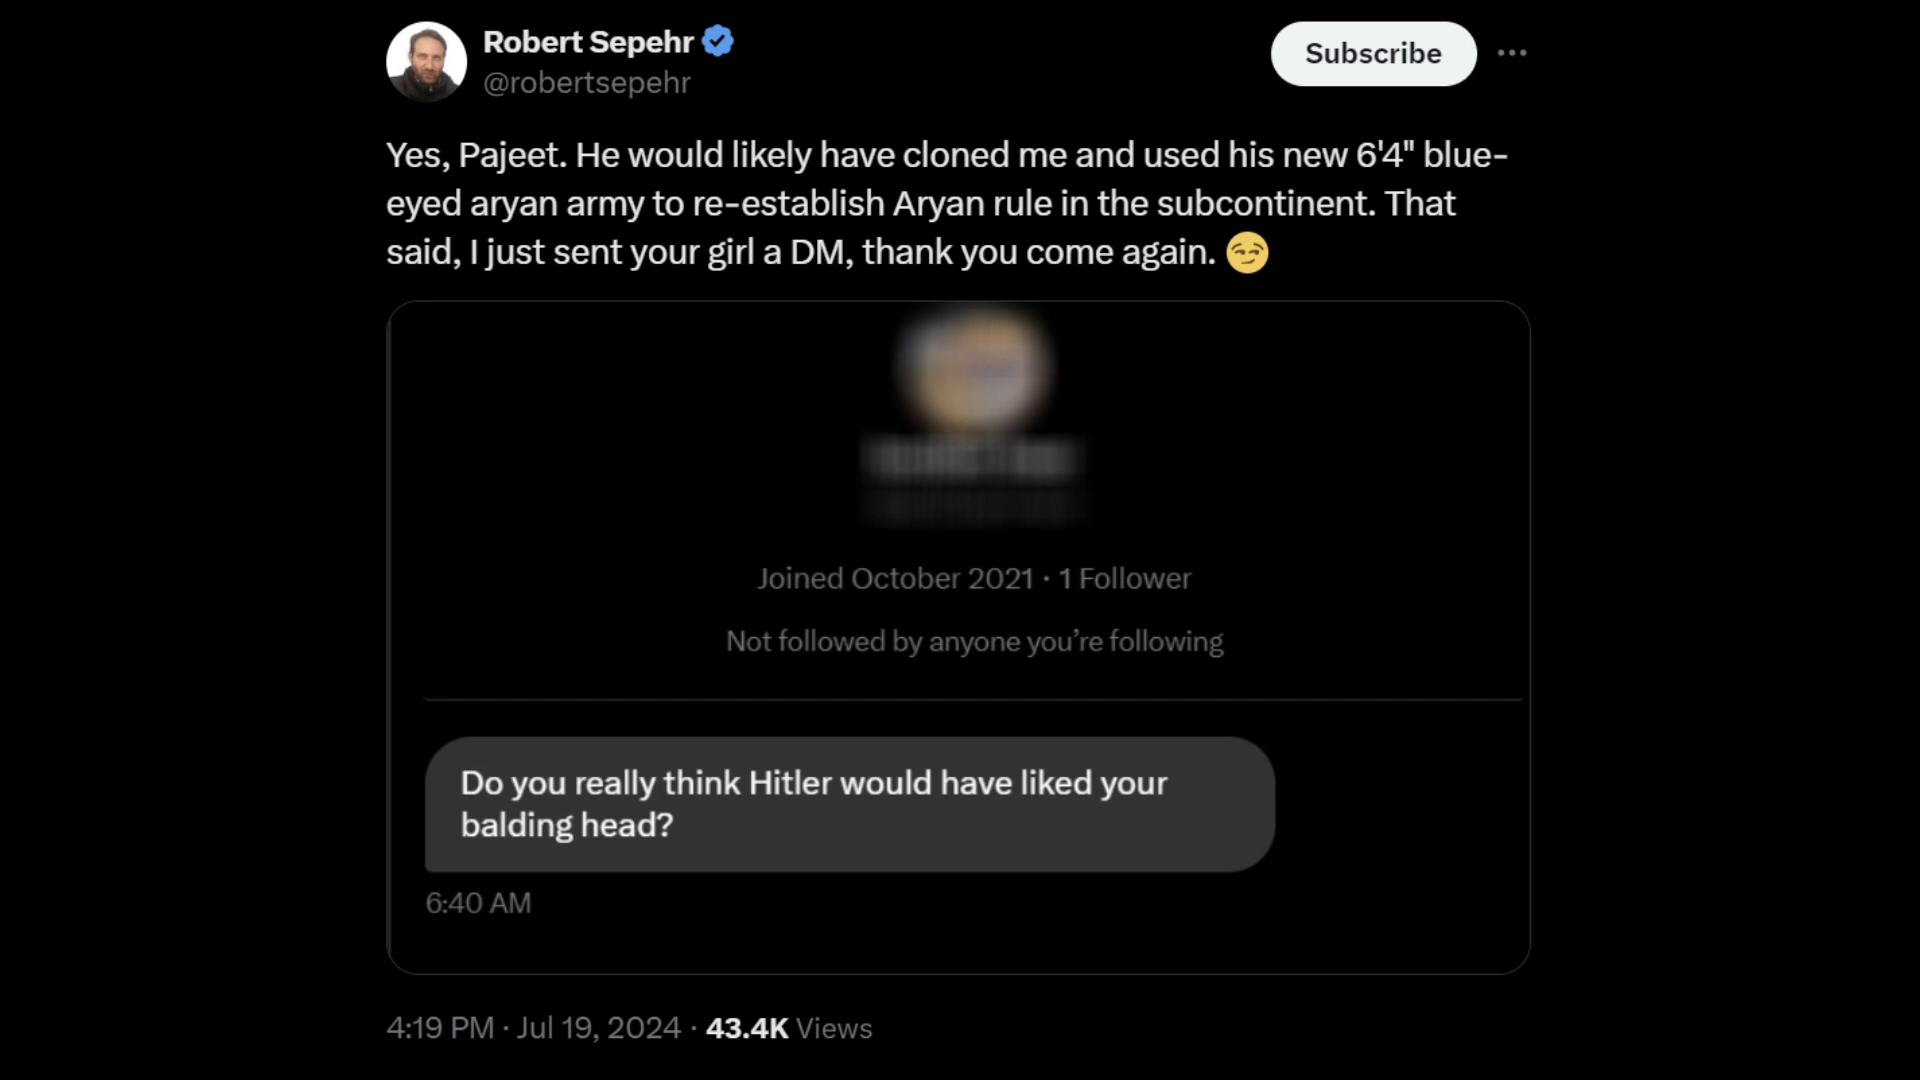 Robert Sepehr
@robertsepehr
Subscribe
Yes, Pajeet. He would likely have cloned me and used his new 6'4" blue-
eyed aryan army to re-establish Aryan rule in the subcontinent. That
said, I just sent your girl a DM, thank you come again. 😏
Joined October 2021 · 1 Follower
Not followed by anyone you’re following
Do you really think Hitler would have liked your
balding head?
6:40 AM
4:19 PM · Jul 19, 2024 · 43.4K Views